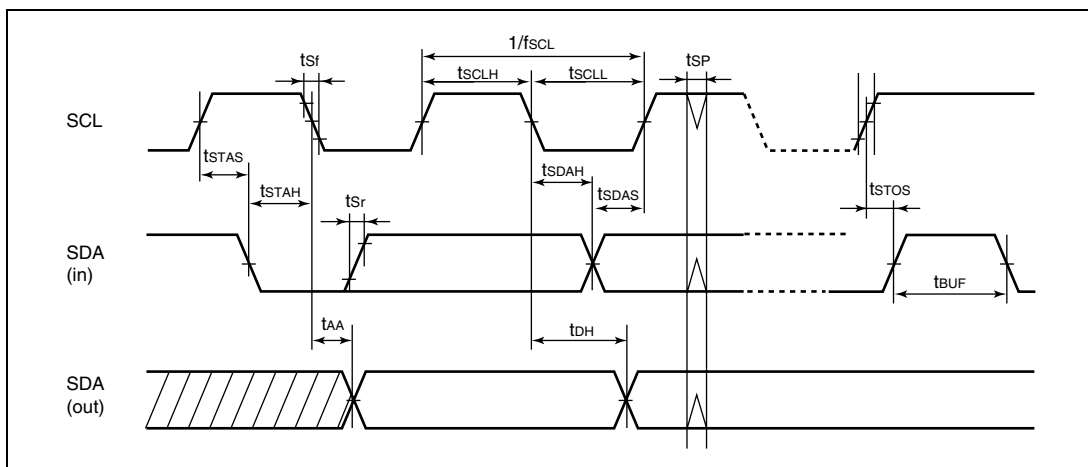 1/fSCL
tSf
tSCLH
tSCLL
tSP
SCL
tSTAS
tSTAH
tSr
tSDAH
tSDAS
tSTOS
SDA
(in)
tBUF
tAA
tDH
SDA
(out)